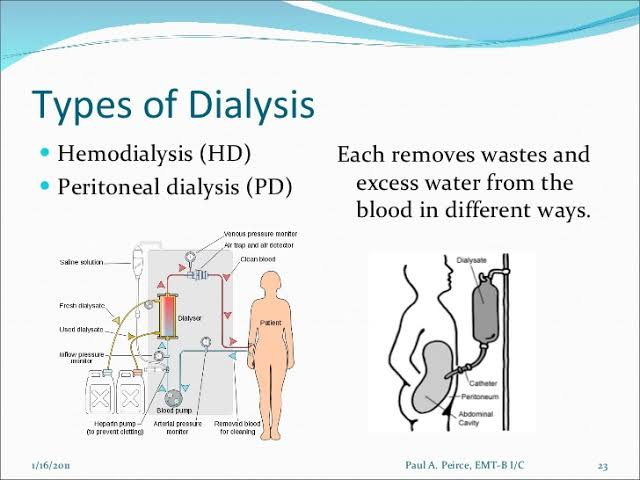 Types of Dialysis
• Hemodialysis (HD)
• Peritoneal dialysis (PD)
Each removes wastes and
excess water from the
blood in different ways.
Venous pressure moniter
Air trap and air detector
Clean blood
Saline solution
Fresh dialysate
Dialyser
Patient
Used dialysate
Inflow pressure
monitor
Blood pump
Heparin pump
(to prevent clotting)
Arterial pressure
monitor
Removed blood
for cleaning
Dialysate
Catheter
Peritoneum
Abdominal
Cavity
1/16/2011
Paul A. Peirce, EMT-B I/C
23